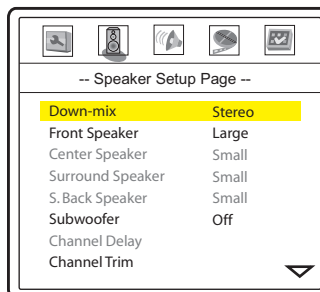 -- Speaker Setup Page --
Down-mix Stereo
Front Speaker Large
Center Speaker Small
Surround Speaker Small
S. Back Speaker Small
Subwoofer Off
Channel Delay
Channel Trim